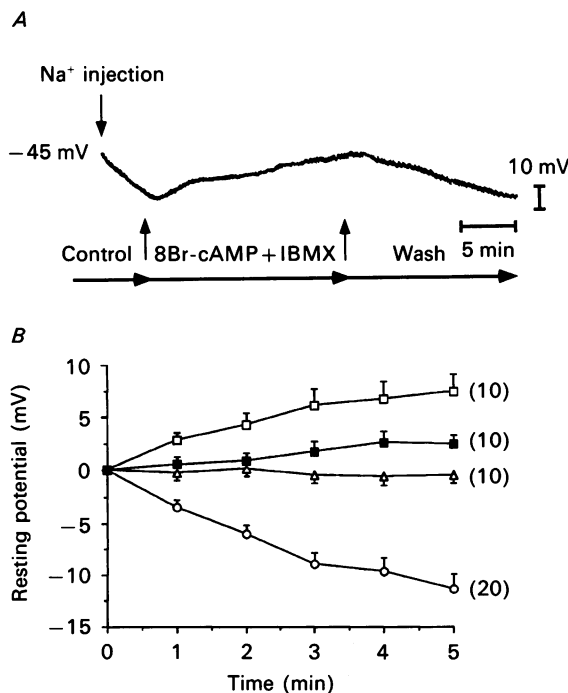 A
Na⁺ injection
−45 mV
10 mV
5 min
Control 8Br-cAMP + IBMX Wash
B
Resting potential (mV)
10
5
0
−5
−10
−15
(10)
(10)
(10)
(20)
0 1 2 3 4 5
Time (min)